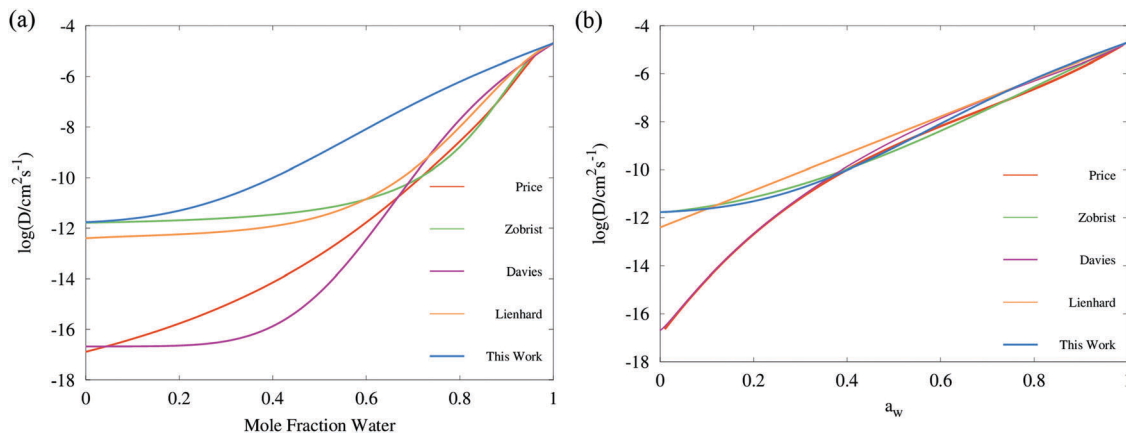 (a)
-4
-6
-8
-10
-12
-14
-16
-18
log(D/cm²s⁻¹)
0
0.2
0.4
0.6
0.8
1
Mole Fraction Water
Price
Zobrist
Davies
Lienhard
This Work
(b)
-4
-6
-8
-10
-12
-14
-16
-18
log(D/cm²s⁻¹)
0
0.2
0.4
0.6
0.8
1
a_w
Price
Zobrist
Davies
Lienhard
This Work